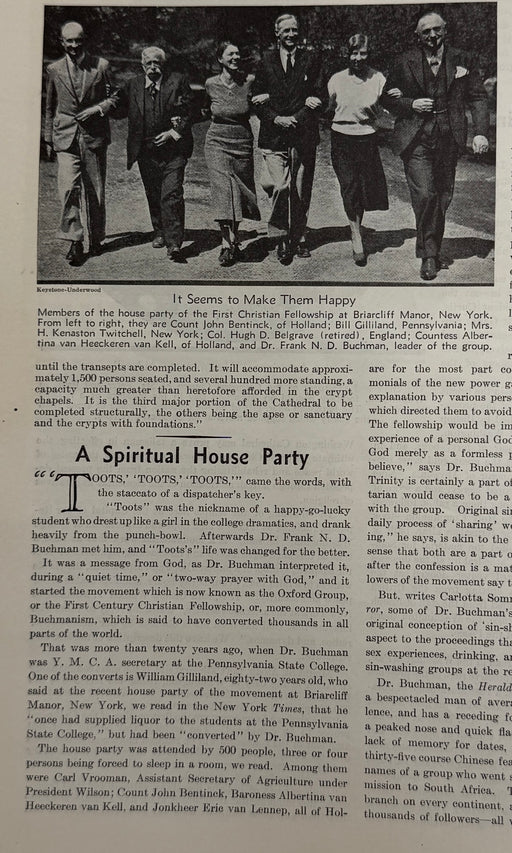 Keystone-Underwood
It Seems to Make Them Happy
Members of the house party of the First Christian Fellowship at Briarcliff Manor, New York.
From left to right, they are Count John Bentinck, of Holland; Bill Gilliland, Pennsylvania; Mrs.
H. Kenaston Twitchell, New York; Col. Hugh D. Belgrave (retired), England; Countess Alber-
tina van Heeckeren van Kell, of Holland, and Dr. Frank N. D. Buchman, leader of the group.
until the transepts are completed. It will accommodate approxi-
mately 1,500 persons seated, and several hundred more standing, a
capacity much greater than heretofore afforded in the crypt
chapels. It is the third major portion of the Cathedral to be
completed structurally, the others being the apse or sanctuary
and the crypts with foundations."
A Spiritual House Party
"'TOOTS,' 'TOOTS,' 'TOOTS,'" came the words, with
the staccato of a dispatcher's key.
"Toots" was the nickname of a happy-go-lucky
student who drest up like a girl in the college dramatics, and drank
heavily from the punch-bowl. Afterwards Dr. Frank N. D.
Buchman met him, and "Toots's" life was changed for the better.
It was a message from God, as Dr. Buchman interpreted it,
during a "quiet time," or "two-way prayer with God," and it
started the movement which is now known as the Oxford Group,
or the First Century Christian Fellowship, or, more commonly,
Buchmanism, which is said to have converted thousands in all
parts of the world.
That was more than twenty years ago, when Dr. Buchman
was Y. M. C. A. secretary at the Pennsylvania State College.
One of the converts is William Gilliland, eighty-two years old, who
said at the recent house party of the movement at Briarcliff
Manor, New York, we read in the New York Times, that he
"once had supplied liquor to the students at the Pennsylvania
State College," but had been "converted" by Dr. Buchman.
The house party was attended by 500 people, three or four
persons being forced to sleep in a room, we read. Among them
were Carl Vrooman, Assistant Secretary of Agriculture under
President Wilson; Count John Bentinck, Baroness Albertina van
Heeckeren van Kell, and Jonkheer Eric van Lennep, all of Hol-
are for the most part co
monials of the new power ga
explanation by various pers
which directed them to avoid
The fellowship would be im
experience of a personal God
God merely as a formless p
believe," says Dr. Buchma
Trinity is certainly a part of
tarian would cease to be a
with the group. Original sin
daily process of 'sharing' w
ing," he says, is akin to the
sense that both are a part o
after the confession is a mat
lowers of the movement say t
But, writes Carlotta Som
ror, some of Dr. Buchman's
original conception of 'sin-sh
aspect to the proceedings tha
sex experiences, drinking, an
sin-washing groups at the re
Dr. Buchman, the Herald
a bespectacled man of avera
lence, and has a receding fo
a peaked nose and quick fla
lack of memory for dates,
thirty-five course Chinese fea
names of a group who went s
mission to South Africa. T
branch on every continent, a
thousands of followers—all v